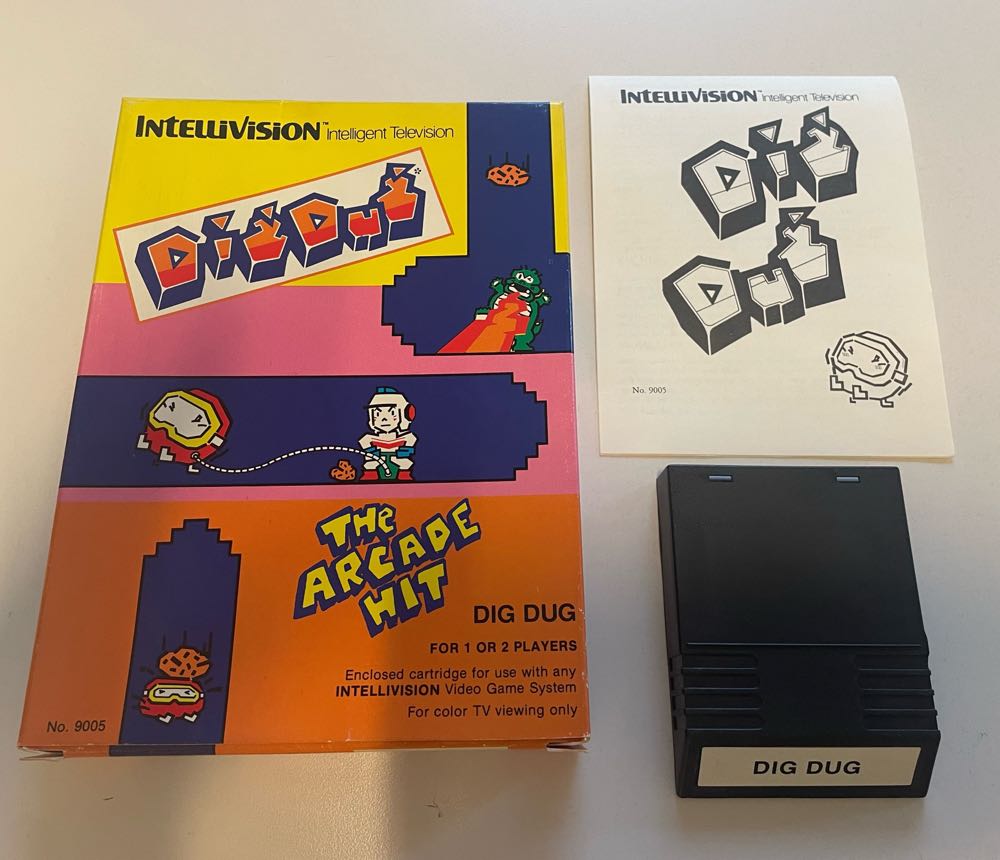 INTELLIVISION™ Intelligent Television
DIG DUG*
THE
ARCADE
HIT
DIG DUG
FOR 1 OR 2 PLAYERS
Enclosed cartridge for use with any
INTELLIVISION Video Game System
For color TV viewing only
No. 9005
INTELLIVISION™ Intelligent Television
DIG
DUG
No. 9005
DIG DUG